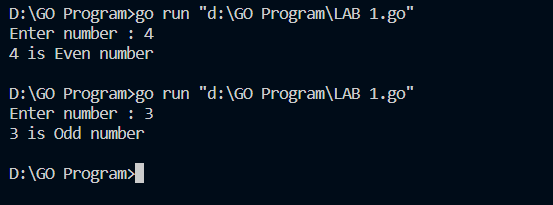 D:\GO Program>go run "d:\GO Program\LAB 1.go"
Enter number : 4
4 is Even number
D:\GO Program>go run "d:\GO Program\LAB 1.go"
Enter number : 3
3 is Odd number
D:\GO Program>